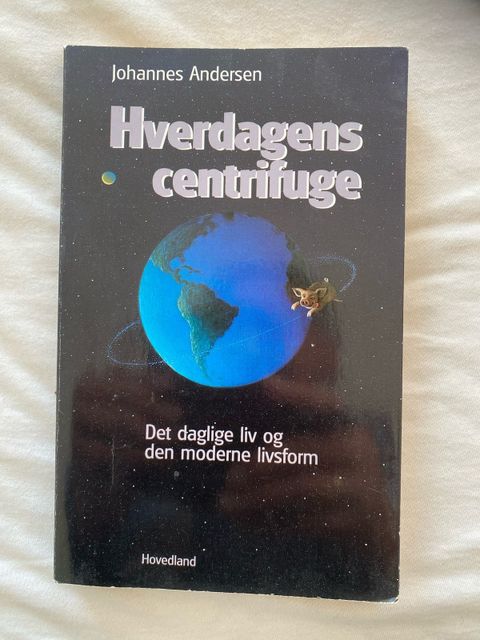 Johannes Andersen
Hverdagens
centrifuge
Det daglige liv og
den moderne livsform
Hovedland